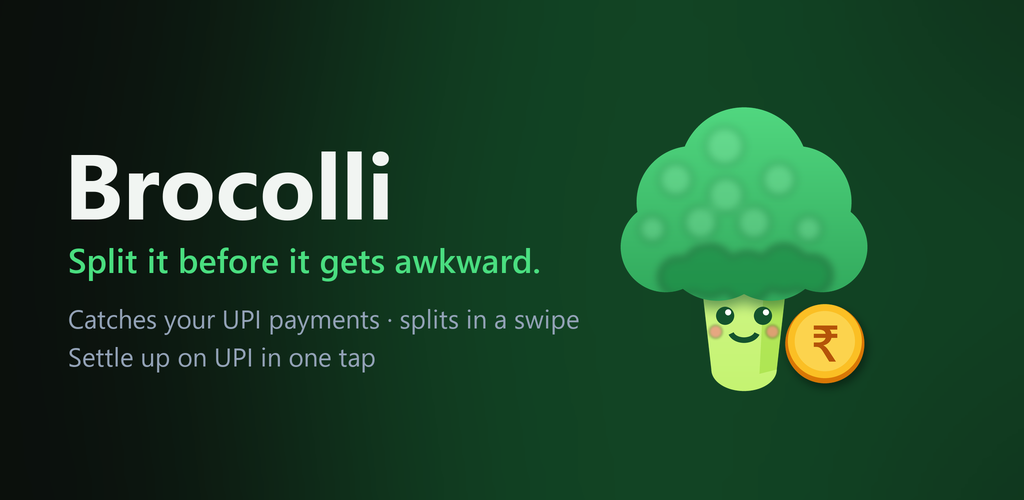 Brocolli
Split it before it gets awkward.
Catches your UPI payments · splits in a swipe
Settle up on UPI in one tap
₹